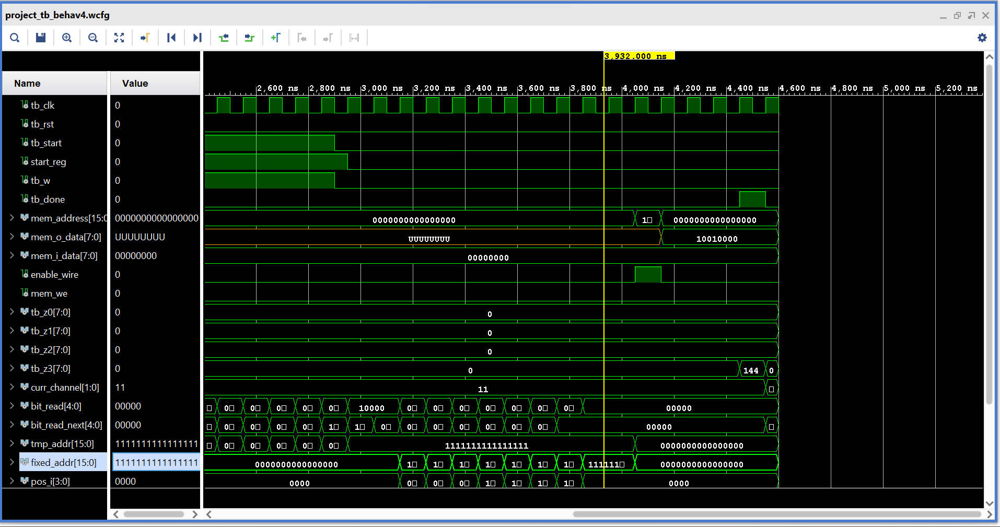 project_tb_behav4.wcfg
3,932.000 ns
Name Value
2,600 ns 2,800 ns 3,000 ns 3,200 ns 3,400 ns 3,600 ns 3,800 ns 4,000 ns 4,200 ns 4,400 ns 4,600 ns 4,800 ns 5,000 ns 5,200 ns
tb_clk 0
tb_rst 0
tb_start 0
start_reg 0
tb_w 0
tb_done 0
mem_address[15:0 0000000000000000 0000000000000000 1□ 0000000000000000
mem_o_data[7:0] UUUUUUUU UUUUUUUU 10010000
mem_i_data[7:0] 00000000 00000000
enable_wire 0
mem_we 0
tb_z0[7:0] 0 0
tb_z1[7:0] 0 0
tb_z2[7:0] 0 0
tb_z3[7:0] 0 0 144 0
curr_channel[1:0] 11 11 □
bit_read[4:0] 00000 □ 0□ 0□ 0□ 0□ 0□ 10000 0□ 0□ 0□ 0□ 0□ 0□ 0□ 00000
bit_read_next[4:0] 00000 □ 0□ 0□ 0□ 0□ 1□ 1□ 0□ 0□ 0□ 0□ 0□ 0□ 0□ 00000 □
tmp_addr[15:0] 1111111111111111 □ 0□ 0□ 0□ 0□ 0□ 1111111111111111 0000000000000000
fixed_addr[15:0] 1111111111111111 0000000000000000 1□ 1□ 1□ 1□ 1□ 1□ 1□ 111111□ 0000000000000000
pos_i[3:0] 0000 0000 0□ 0□ 0□ 1□ 1□ 1□ 1□ 0000